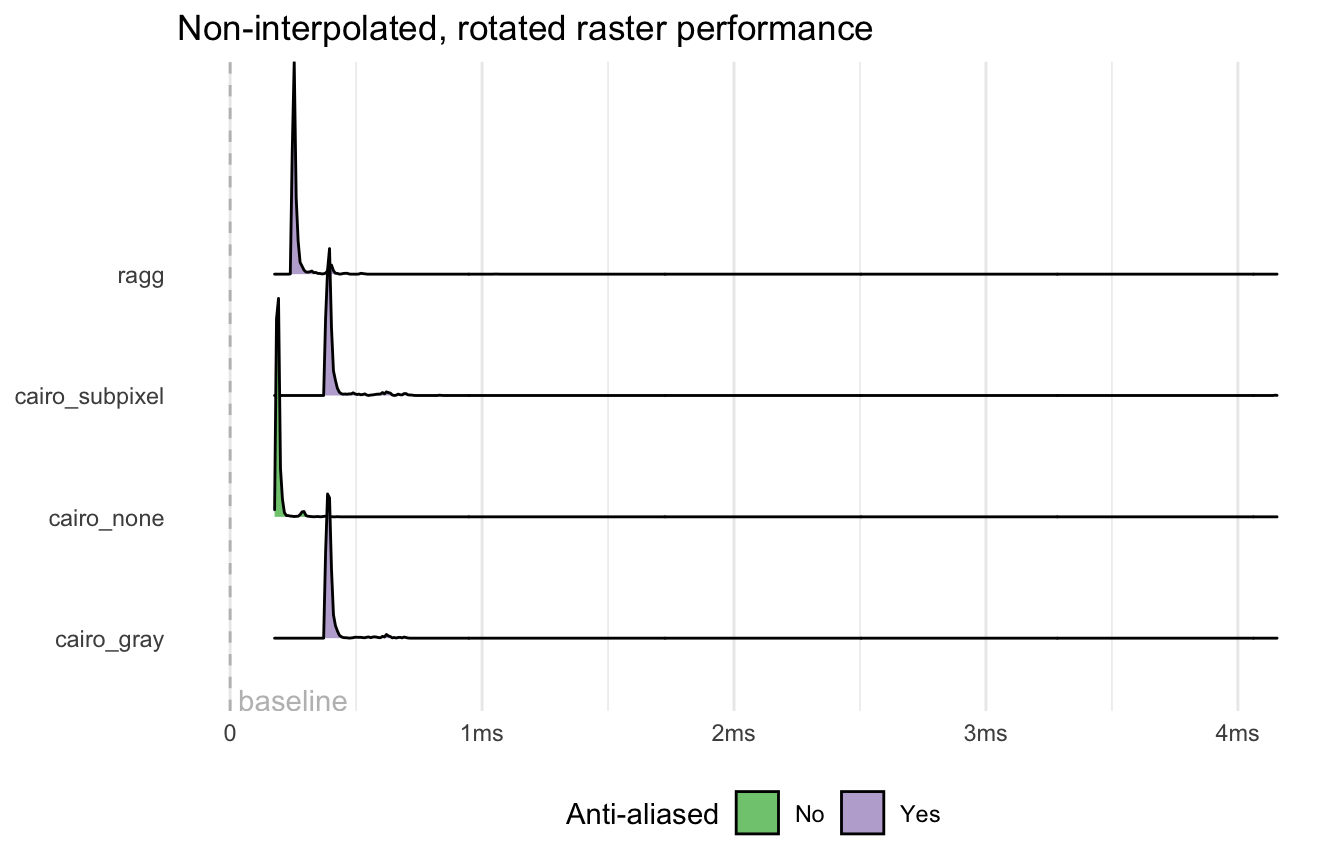 Non-interpolated, rotated raster performance
ragg
cairo_subpixel
cairo_none
cairo_gray
baseline
0 1ms 2ms 3ms 4ms
Anti-aliased No Yes